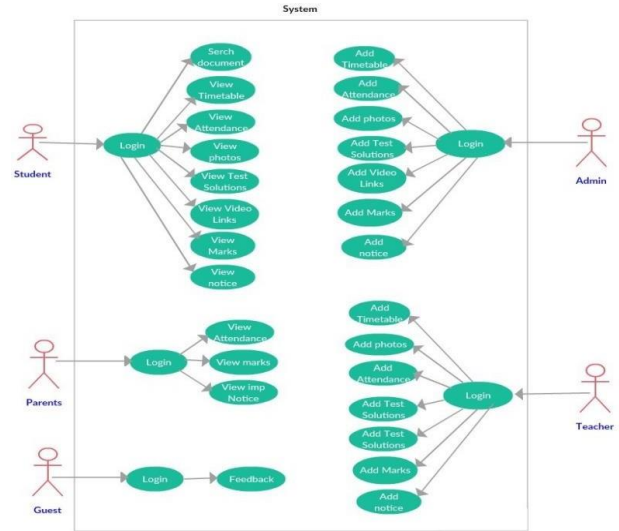 System
Serch
document
View
Timetable
View
Attendance
View
photos
View Test
Solutions
View Video
Links
View
Marks
View
notice
Login
Student
Add
Timetable
Add
Attendance
Add photos
Add Test
Solutions
Add Video
Links
Add Marks
Add
notice
Login
Admin
View
Attendance
View marks
View imp
Notice
Login
Parents
Add
Timetable
Add photos
Add
Attendance
Add Test
Solutions
Add Test
Solutions
Add Marks
Add
notice
Login
Teacher
Login
Feedback
Guest